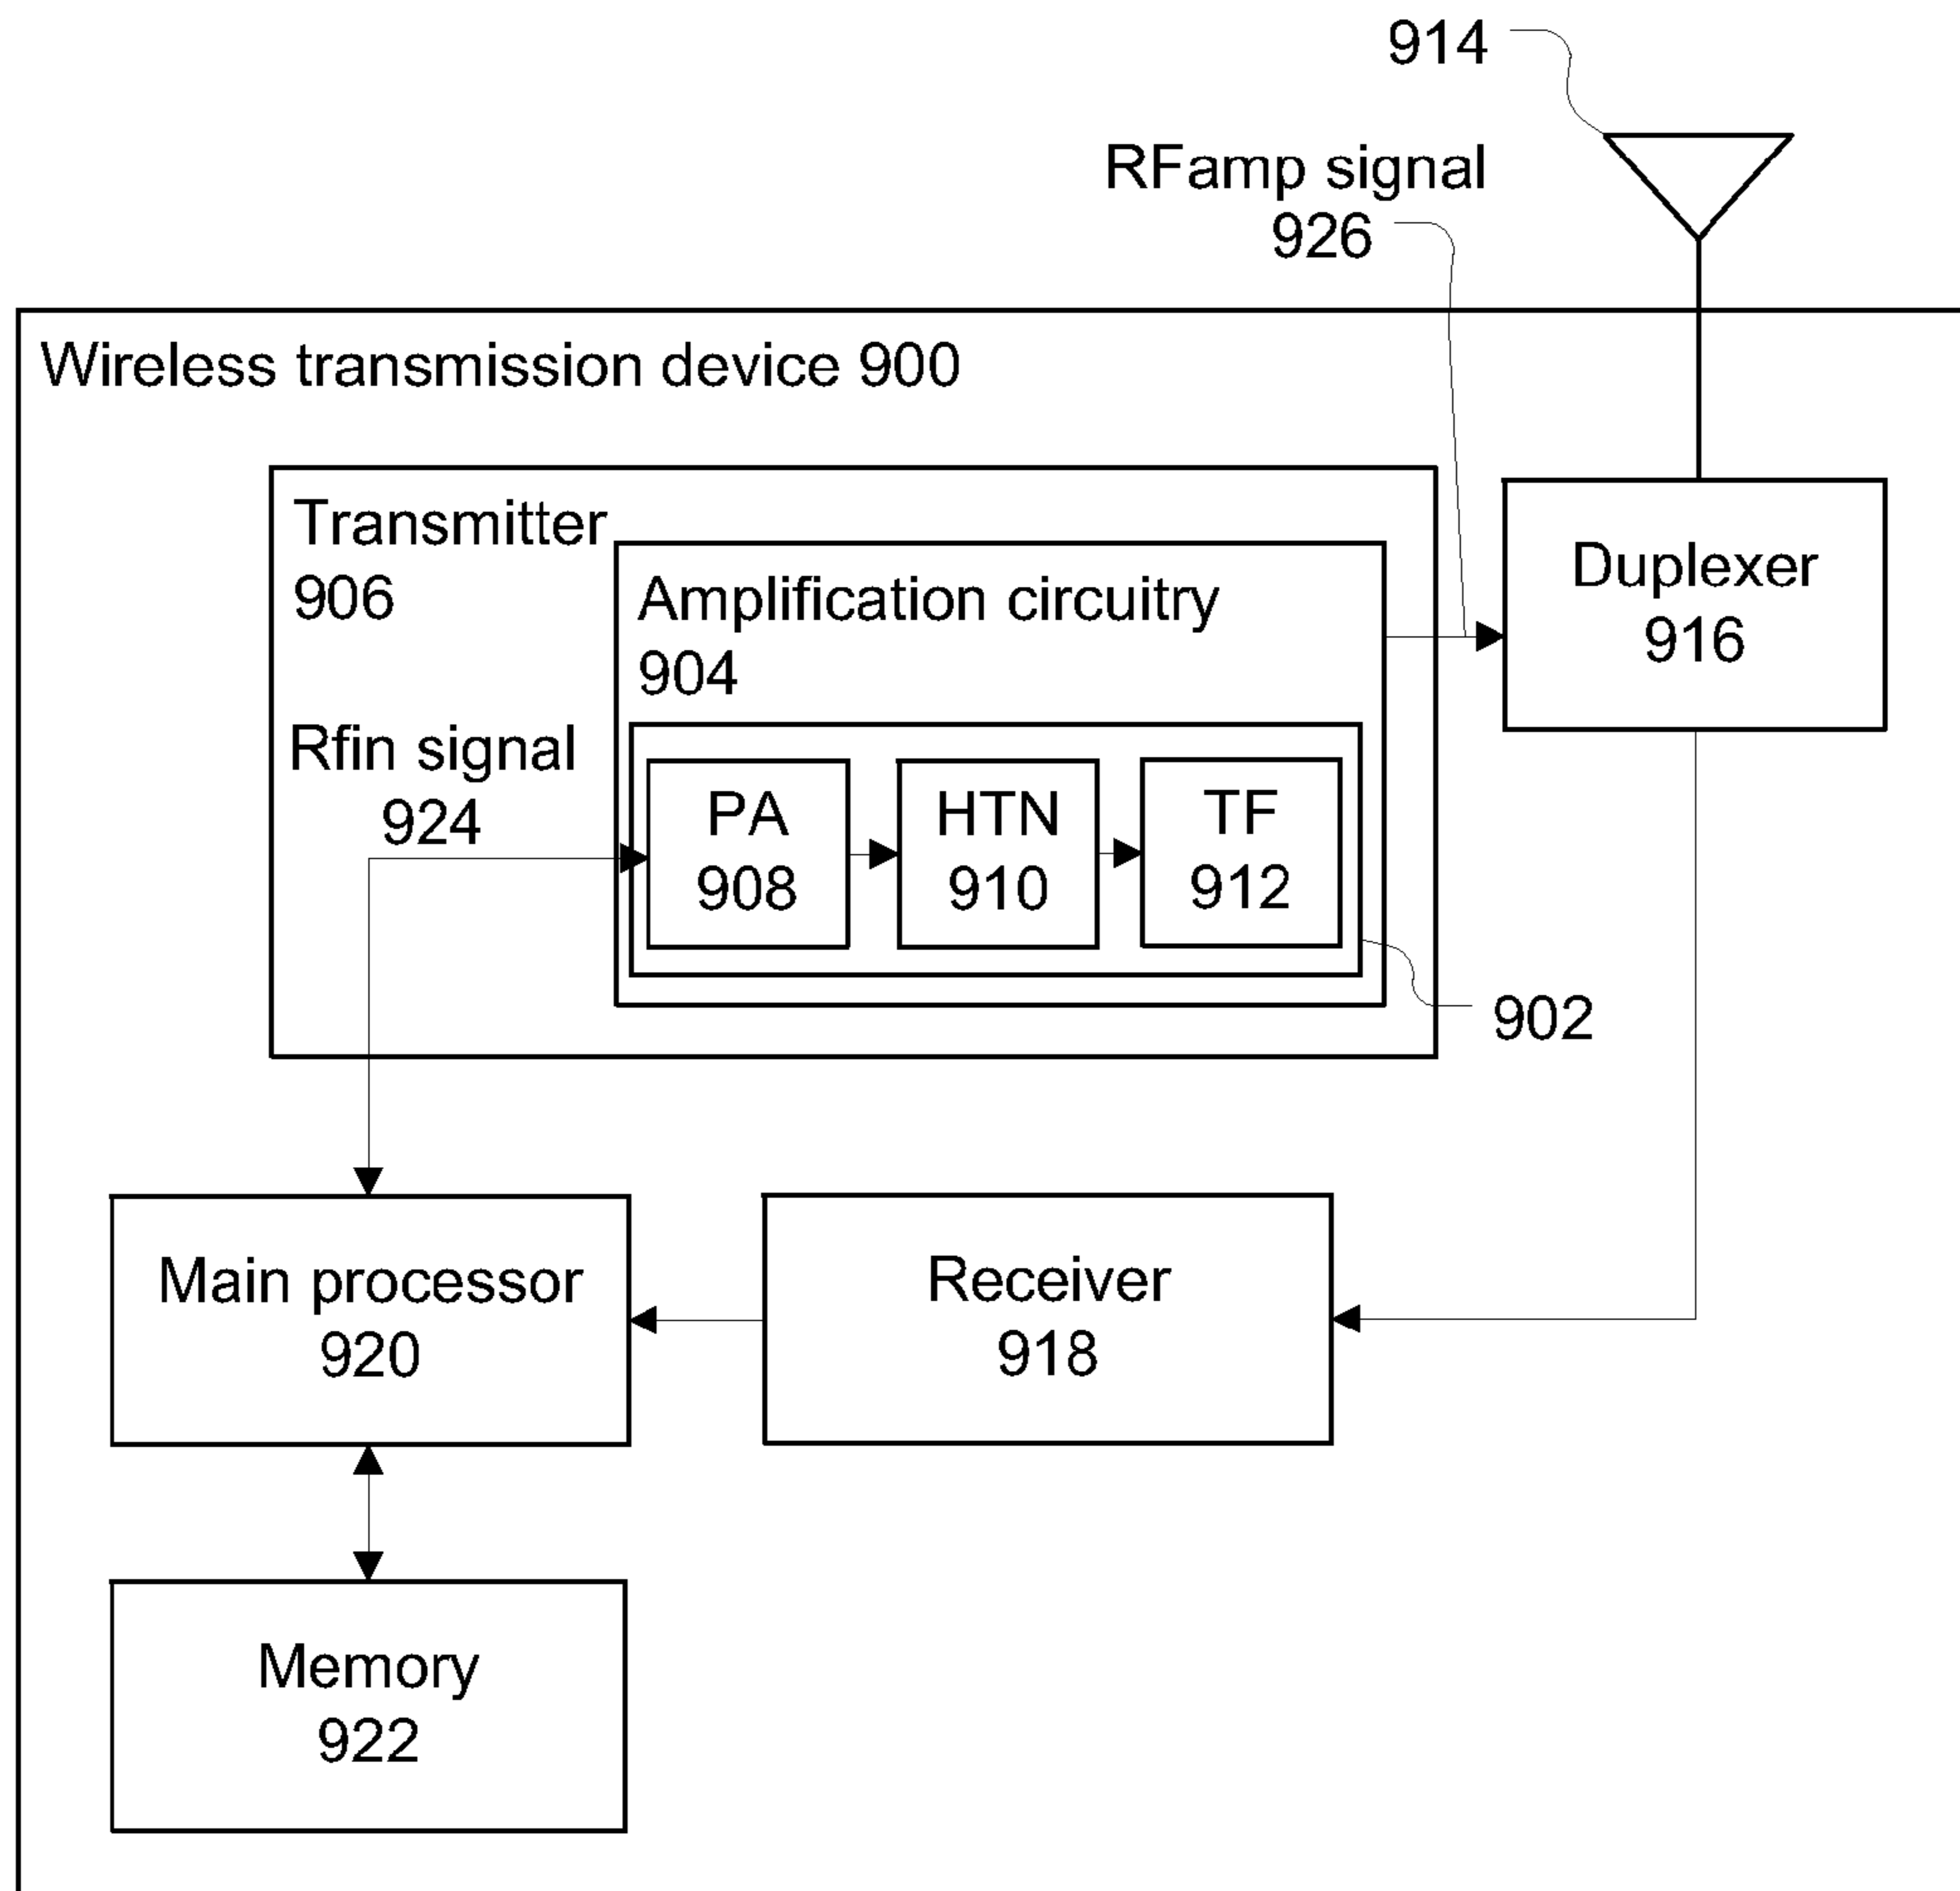 914
RFamp signal
926
Wireless transmission device 900
Transmitter
906
Amplification circuitry
904
Duplexer
916
Rfin signal
924
PA
908
HTN
910
TF
912
902
Main processor
920
Receiver
918
Memory
922